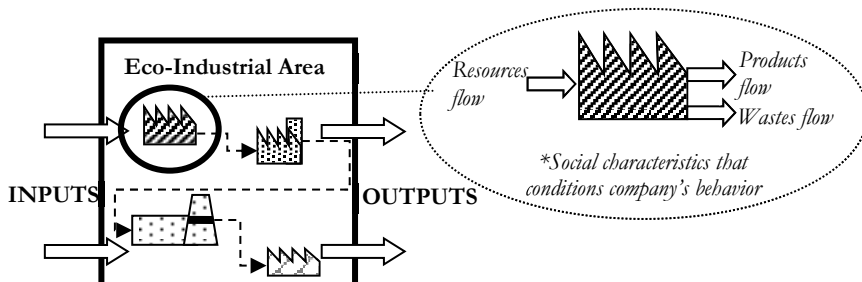 Eco-Industrial Area
INPUTS
OUTPUTS
Resources
flow
Products
flow
Wastes flow
*Social characteristics that
conditions company's behavior